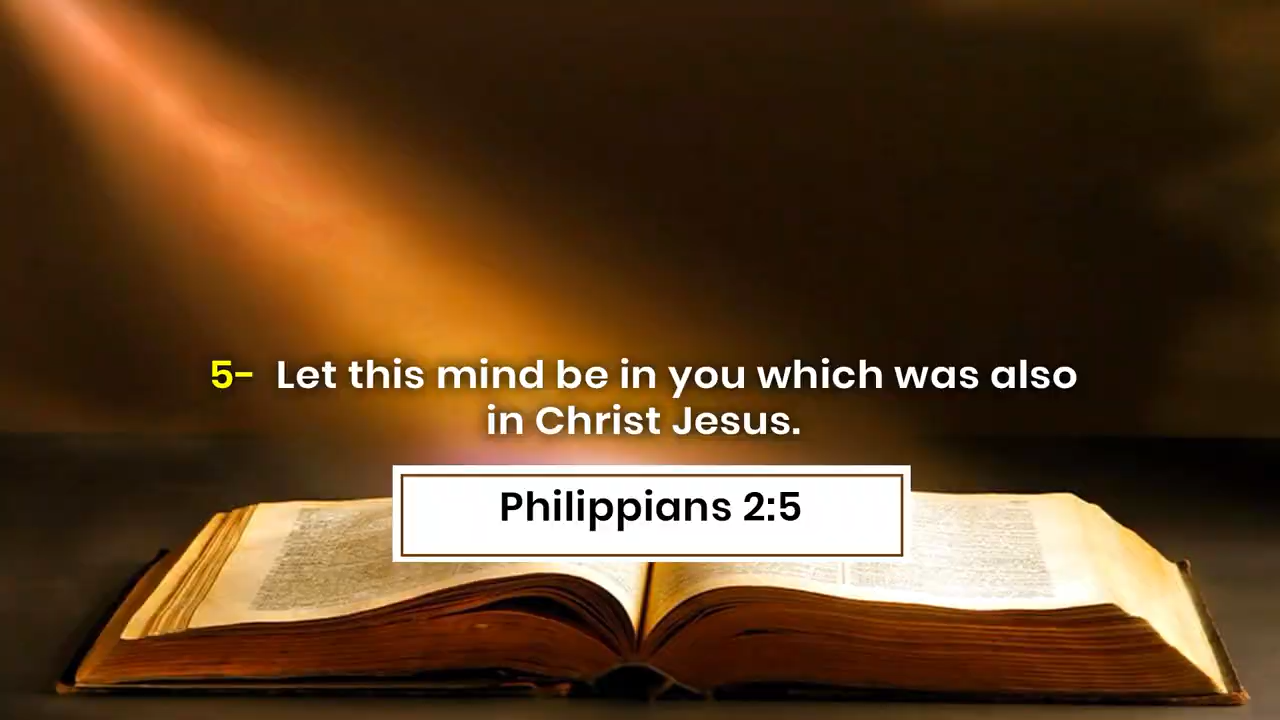 5- Let this mind be in you which was also
in Christ Jesus.
Philippians 2:5